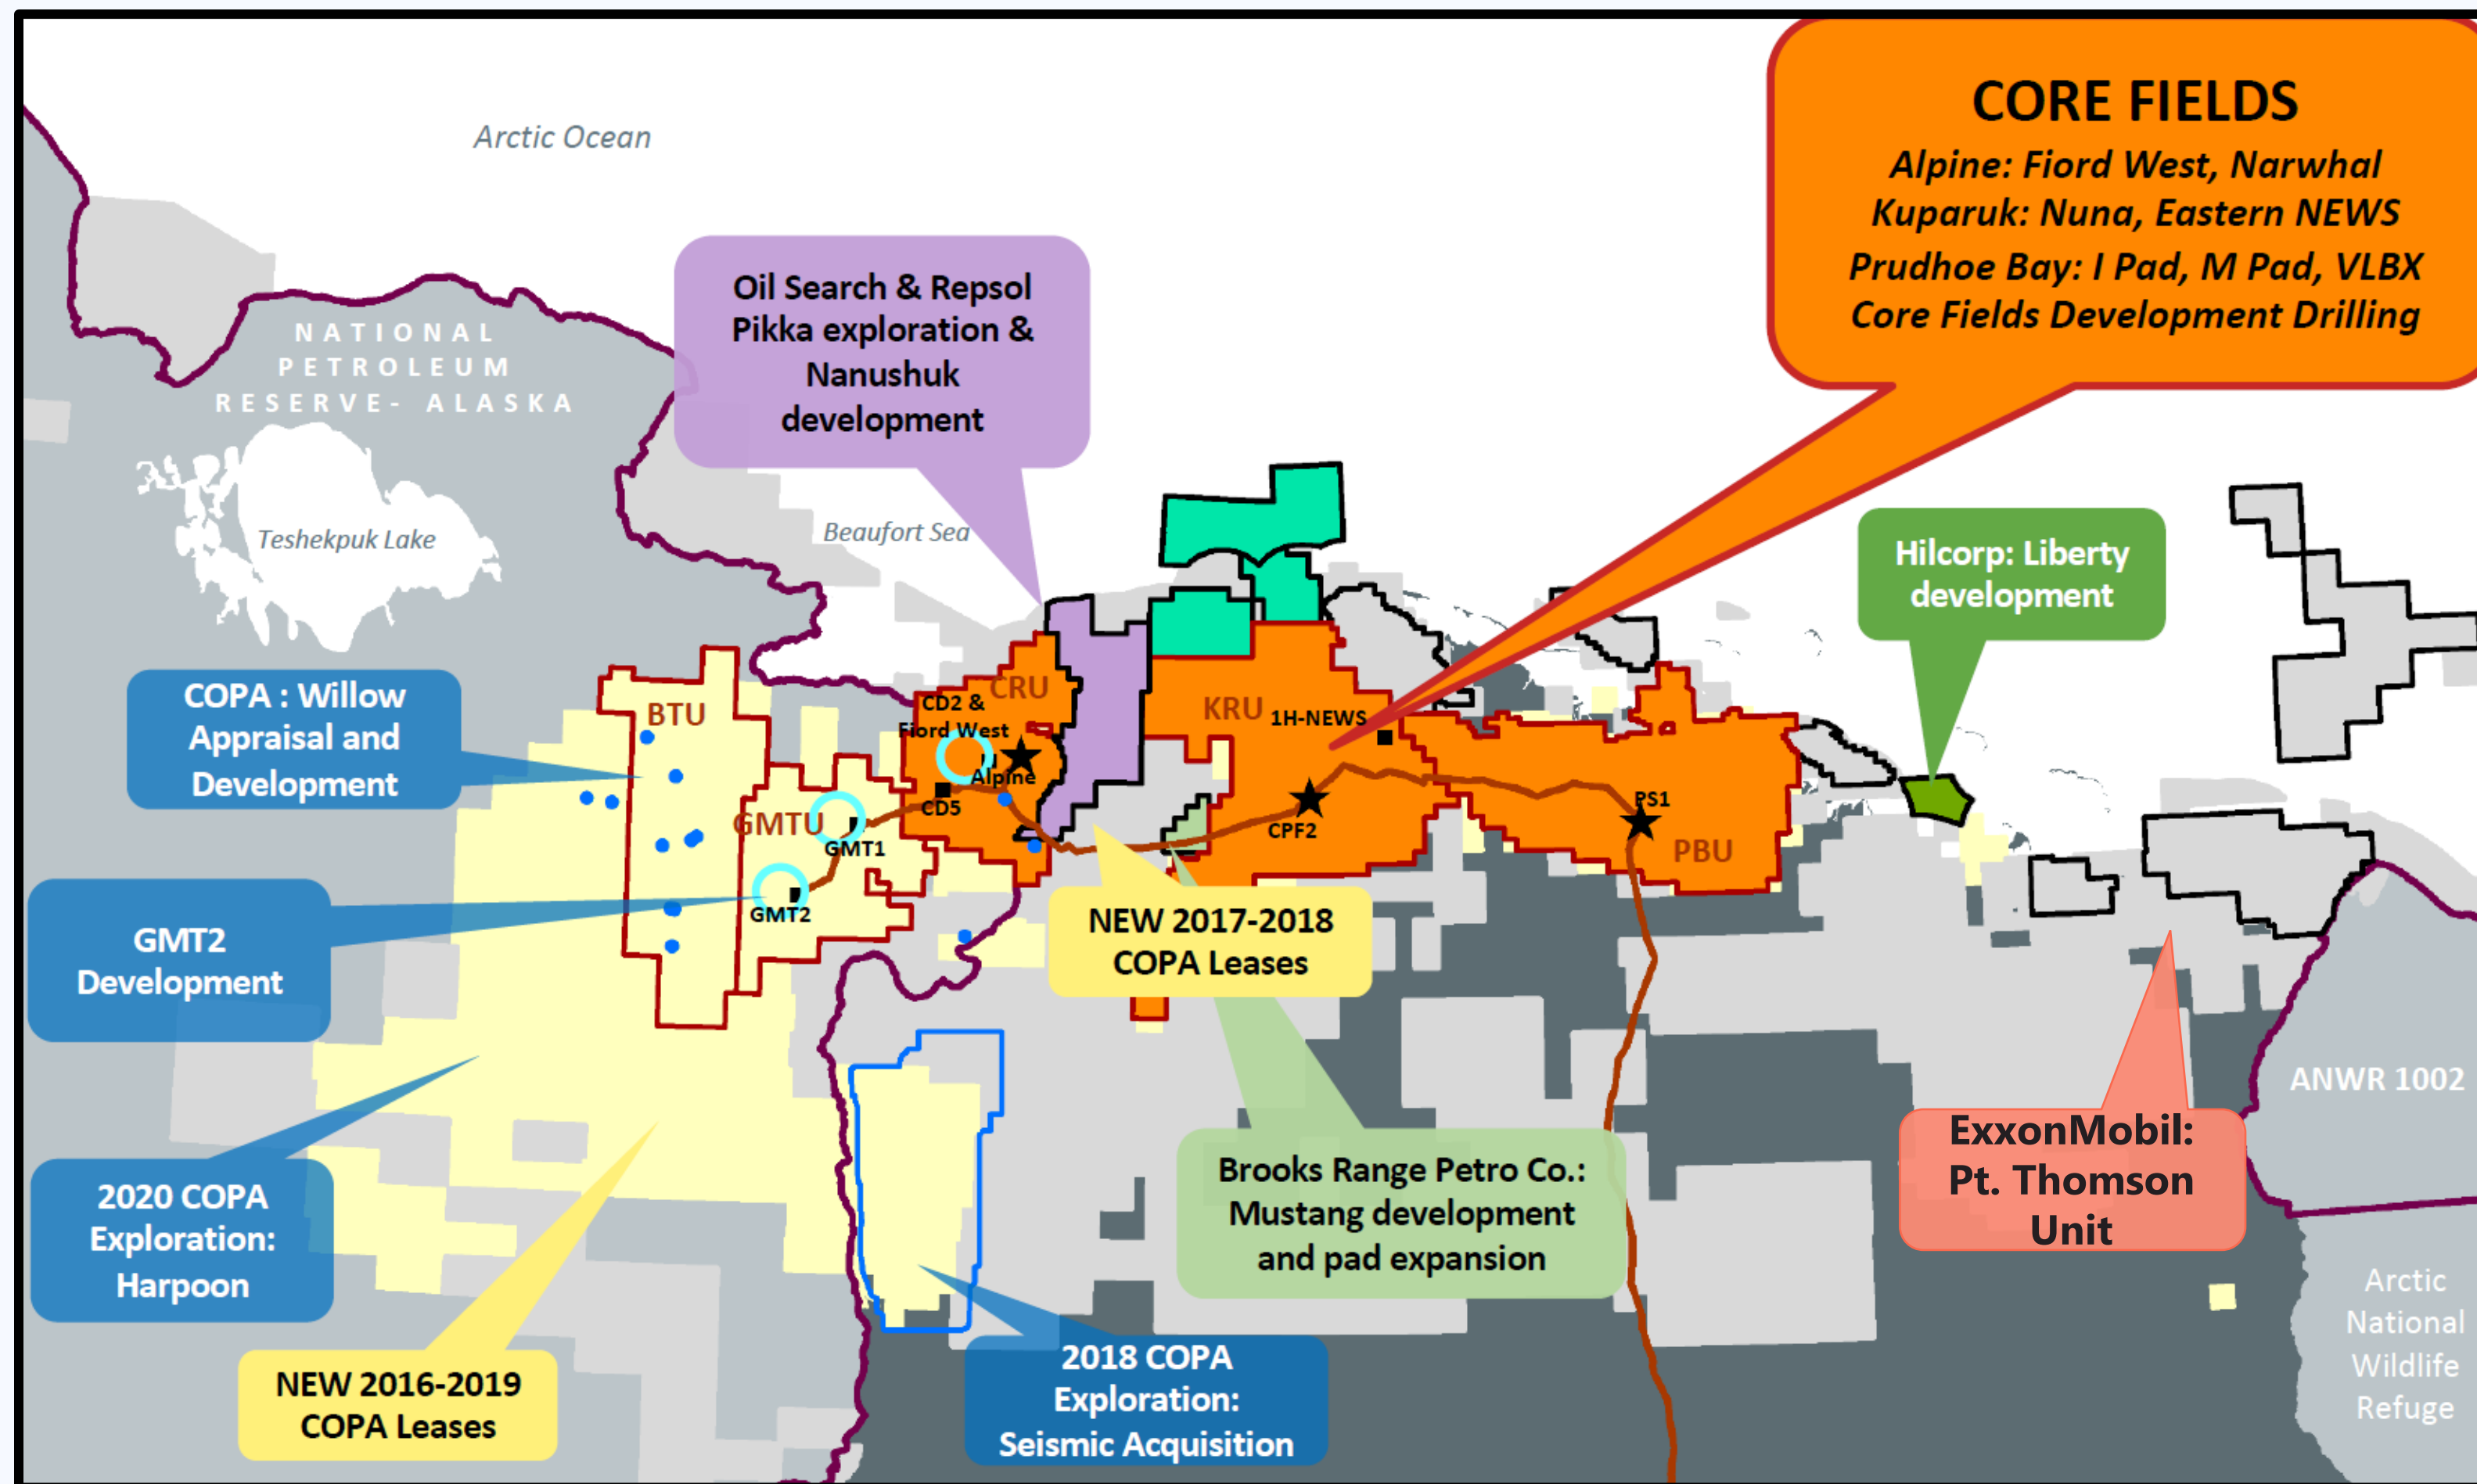 CORE FIELDS
Alpine: Fiord West, Narwhal
Kuparuk: Nuna, Eastern NEWS
Prudhoe Bay: I Pad, M Pad, VLBX
Core Fields Development Drilling
Arctic Ocean
Oil Search & Repsol
Pikka exploration &
Nanushuk
development
NATIONAL
PETROLEUM
RESERVE- ALASKA
Teshekpuk Lake
Beaufort Sea
Hilcorp: Liberty
development
COPA : Willow
Appraisal and
Development
BTU
CRU
CD2 &
Fiord West
Alpine
CD5
KRU
1H-NEWS
CPF2
PS1
PBU
GMTU
GMT1
GMT2
GMT2
Development
NEW 2017-2018
COPA Leases
ANWR 1002
2020 COPA
Exploration:
Harpoon
Brooks Range Petro Co.:
Mustang development
and pad expansion
ExxonMobil:
Pt. Thomson
Unit
Arctic
National
Wildlife
Refuge
NEW 2016-2019
COPA Leases
2018 COPA
Exploration:
Seismic Acquisition